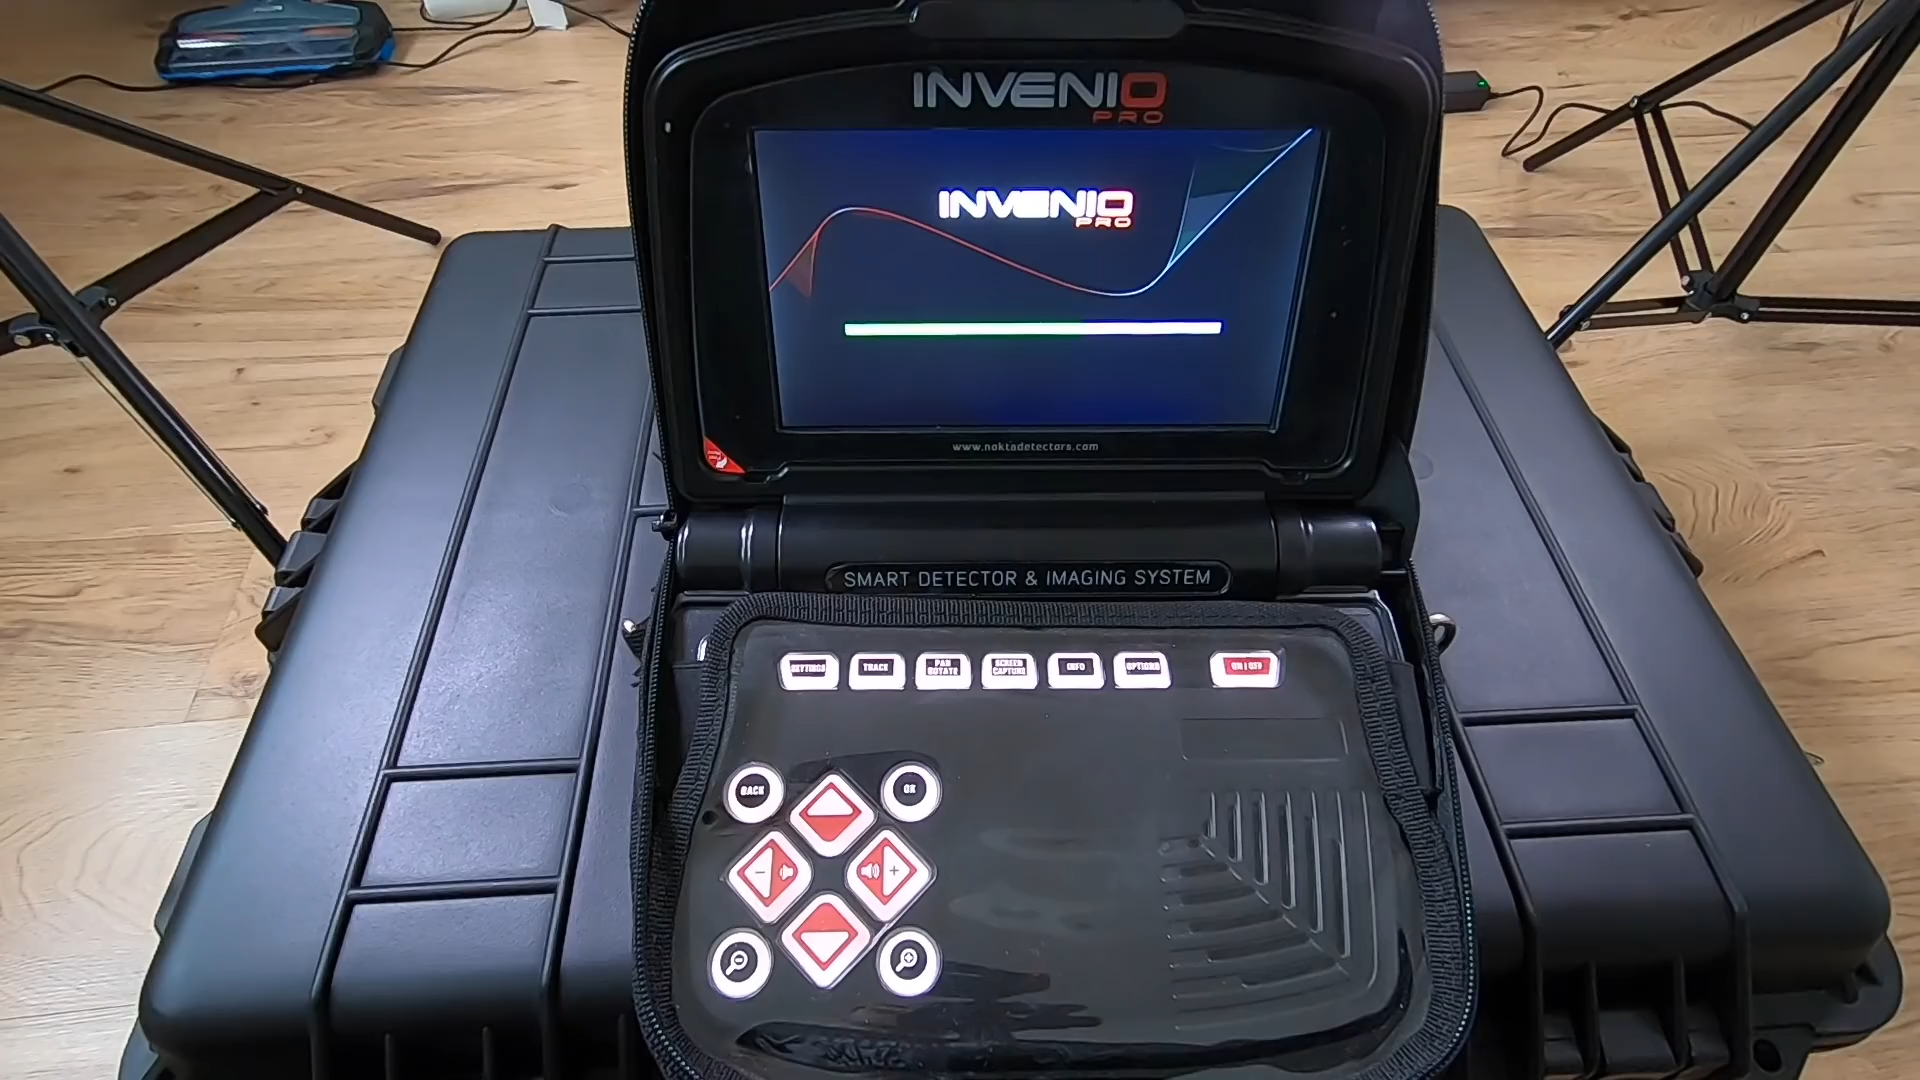 INVENIO
PRO
INVENIO
PRO
www.noktadetectors.com
SMART DETECTOR & IMAGING SYSTEM
SETTINGS
TRACK
PAN
ROTATE
SCREEN
CAPTURE
INFO
OPTIONS
ON | OFF
BACK
OK
- +